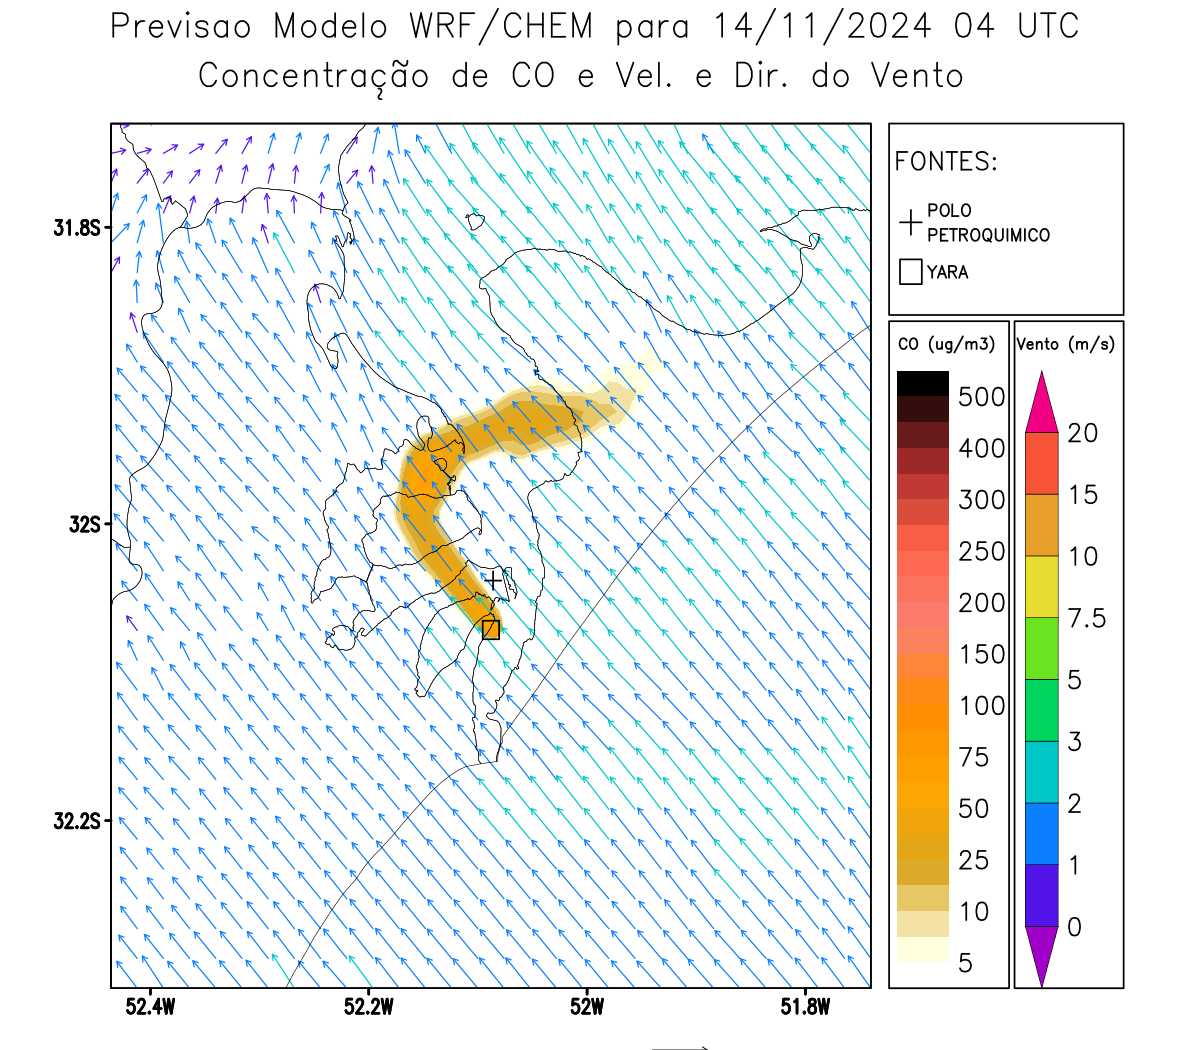 Previsao Modelo WRF/CHEM para 14/11/2024 04 UTC
Concentração de CO e Vel. e Dir. do Vento
FONTES:
POLO
PETROQUIMICO
YARA
CO (ug/m3)
500
400
300
250
200
150
100
75
50
25
10
5
Vento (m/s)
20
15
10
7.5
5
3
2
1
0
31.8S
32S
32.2S
52.4W
52.2W
52W
51.8W